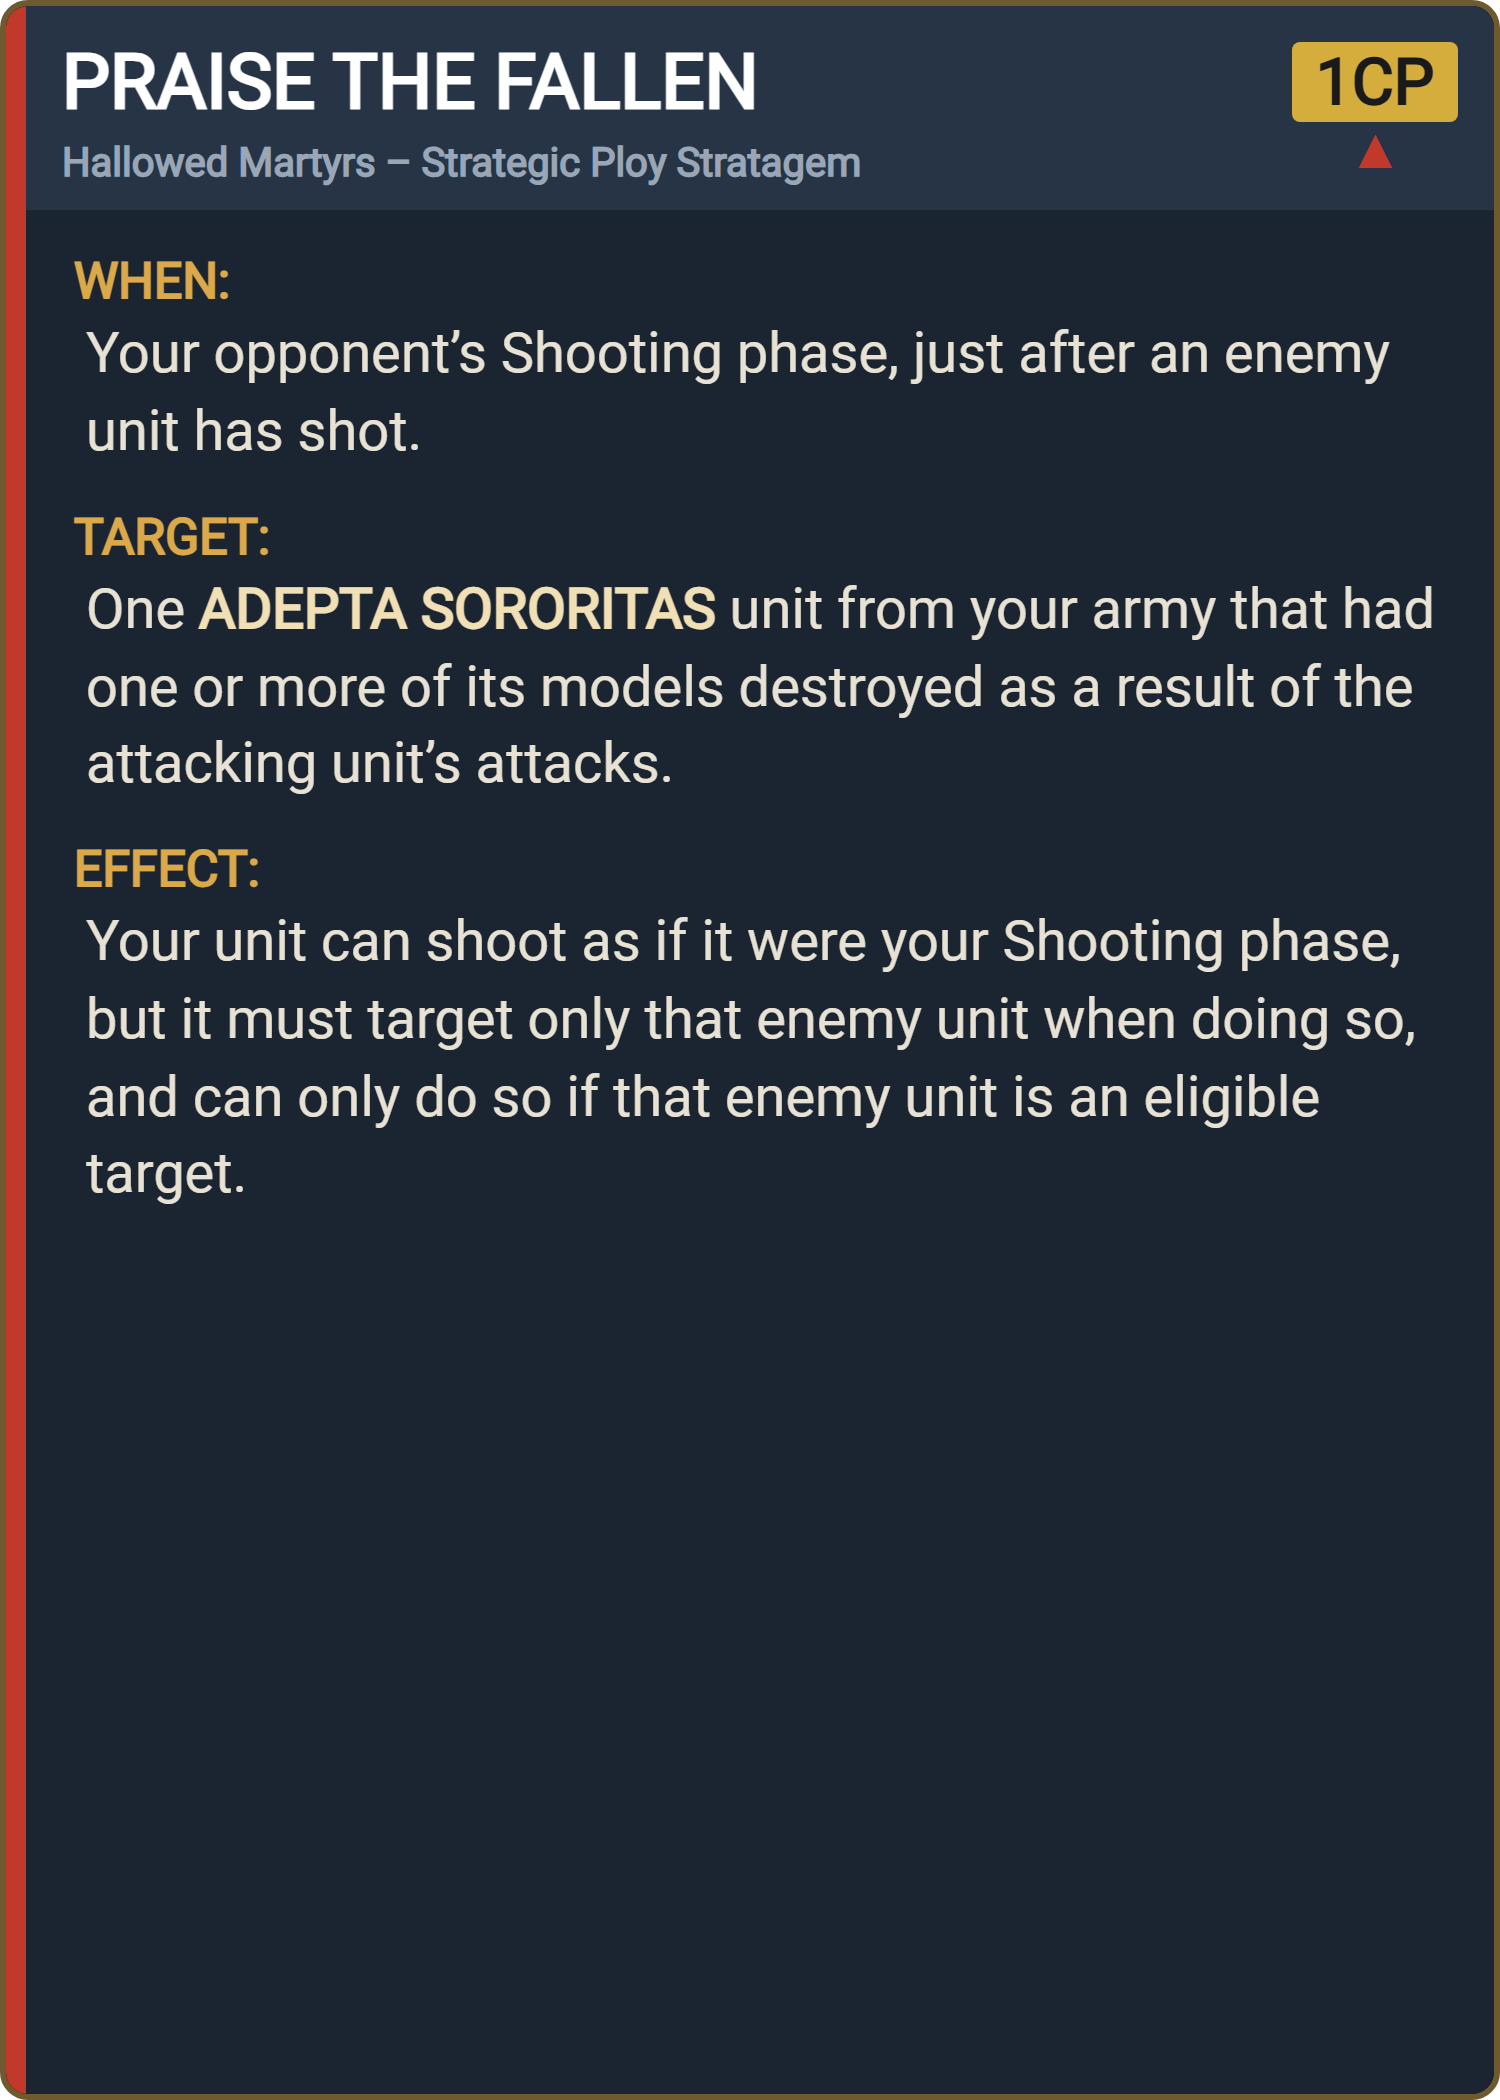 PRAISE THE FALLEN
1CP
Hallowed Martyrs – Strategic Ploy Stratagem
WHEN:
Your opponent’s Shooting phase, just after an enemy
unit has shot.
TARGET:
One ADEPTA SORORITAS unit from your army that had
one or more of its models destroyed as a result of the
attacking unit’s attacks.
EFFECT:
Your unit can shoot as if it were your Shooting phase,
but it must target only that enemy unit when doing so,
and can only do so if that enemy unit is an eligible
target.